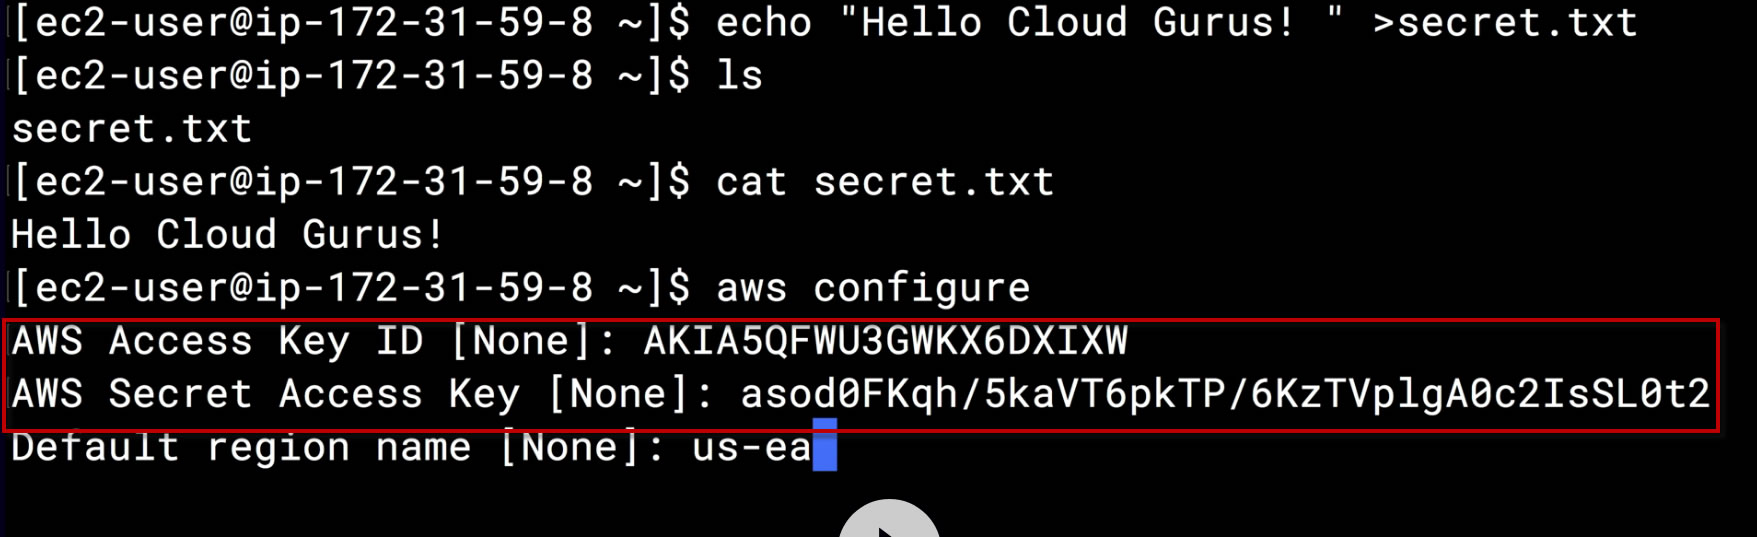 [ec2-user@ip-172-31-59-8 ~]$ echo "Hello Cloud Gurus! " >secret.txt
[ec2-user@ip-172-31-59-8 ~]$ ls
secret.txt
[ec2-user@ip-172-31-59-8 ~]$ cat secret.txt
Hello Cloud Gurus!
[ec2-user@ip-172-31-59-8 ~]$ aws configure
AWS Access Key ID [None]: AKIA5QFWU3GWKX6DXIXW
AWS Secret Access Key [None]: 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
Default region name [None]: us-ea